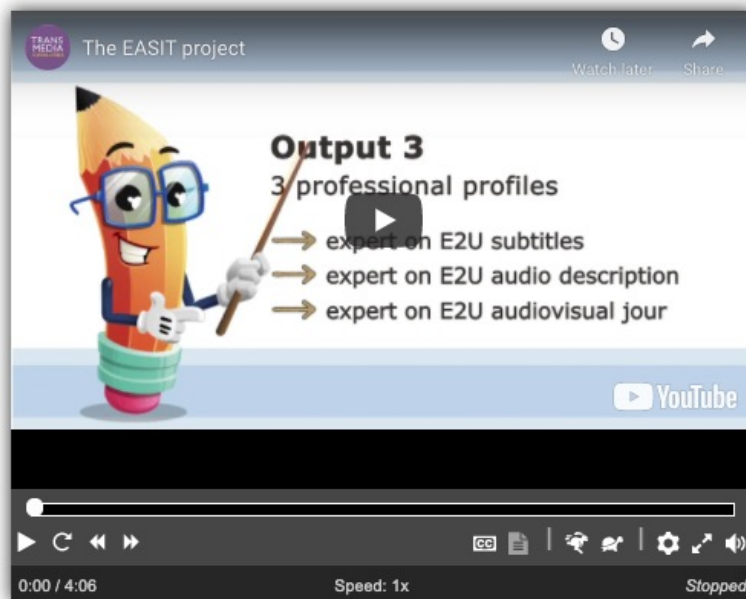 TRANS
MEDIA
The EASIT project
Watch later
Share
Output 3
3 professional profiles
expert on E2U subtitles
expert on E2U audio description
expert on E2U audiovisual jour
YouTube
CC
0:00 / 4:06
Speed: 1x
Stopped